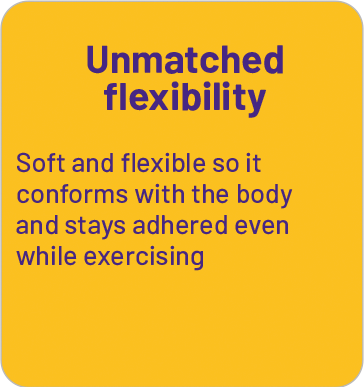 Unmatched
flexibility
Soft and flexible so it
conforms with the body
and stays adhered even
while exercising